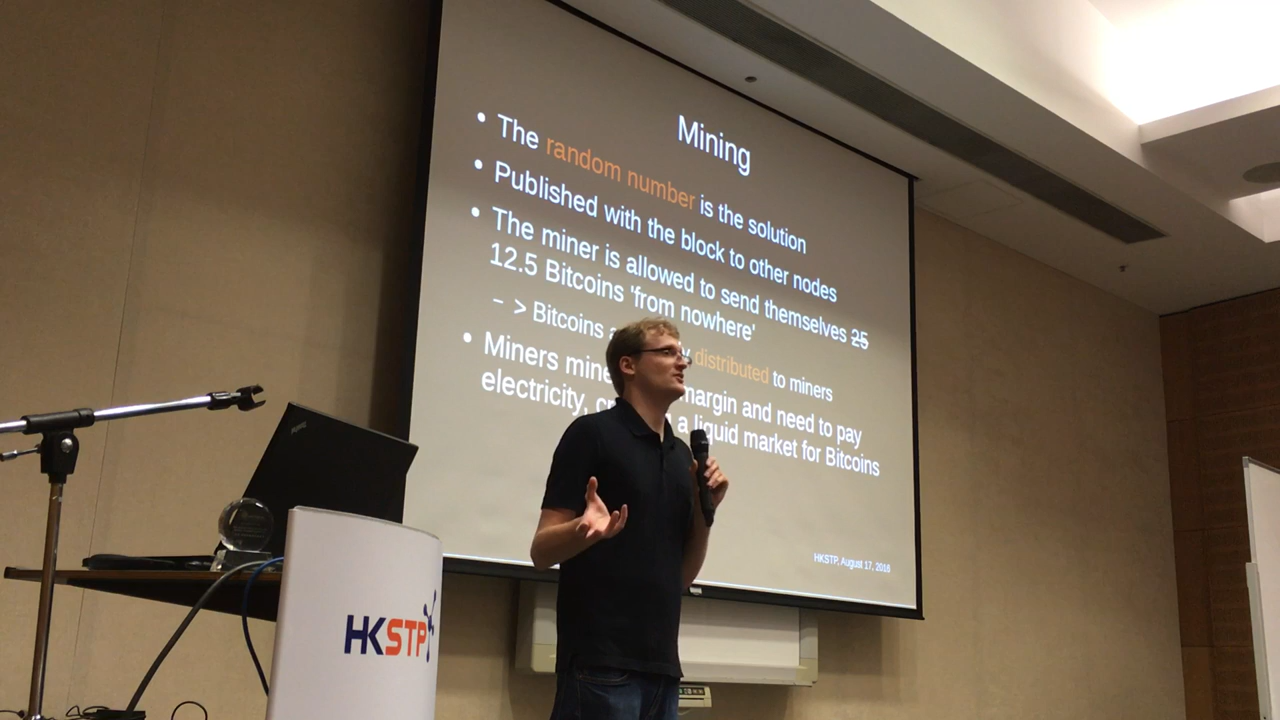 Mining
• The random number is the solution
• Published with the block to other nodes
• The miner is allowed to send themselves 25
12.5 Bitcoins 'from nowhere'
– > Bitcoins distributed to miners
• Miners mine margin and need to pay
electricity, a liquid market for Bitcoins
HKSTP, August 17, 2016
HKSTP